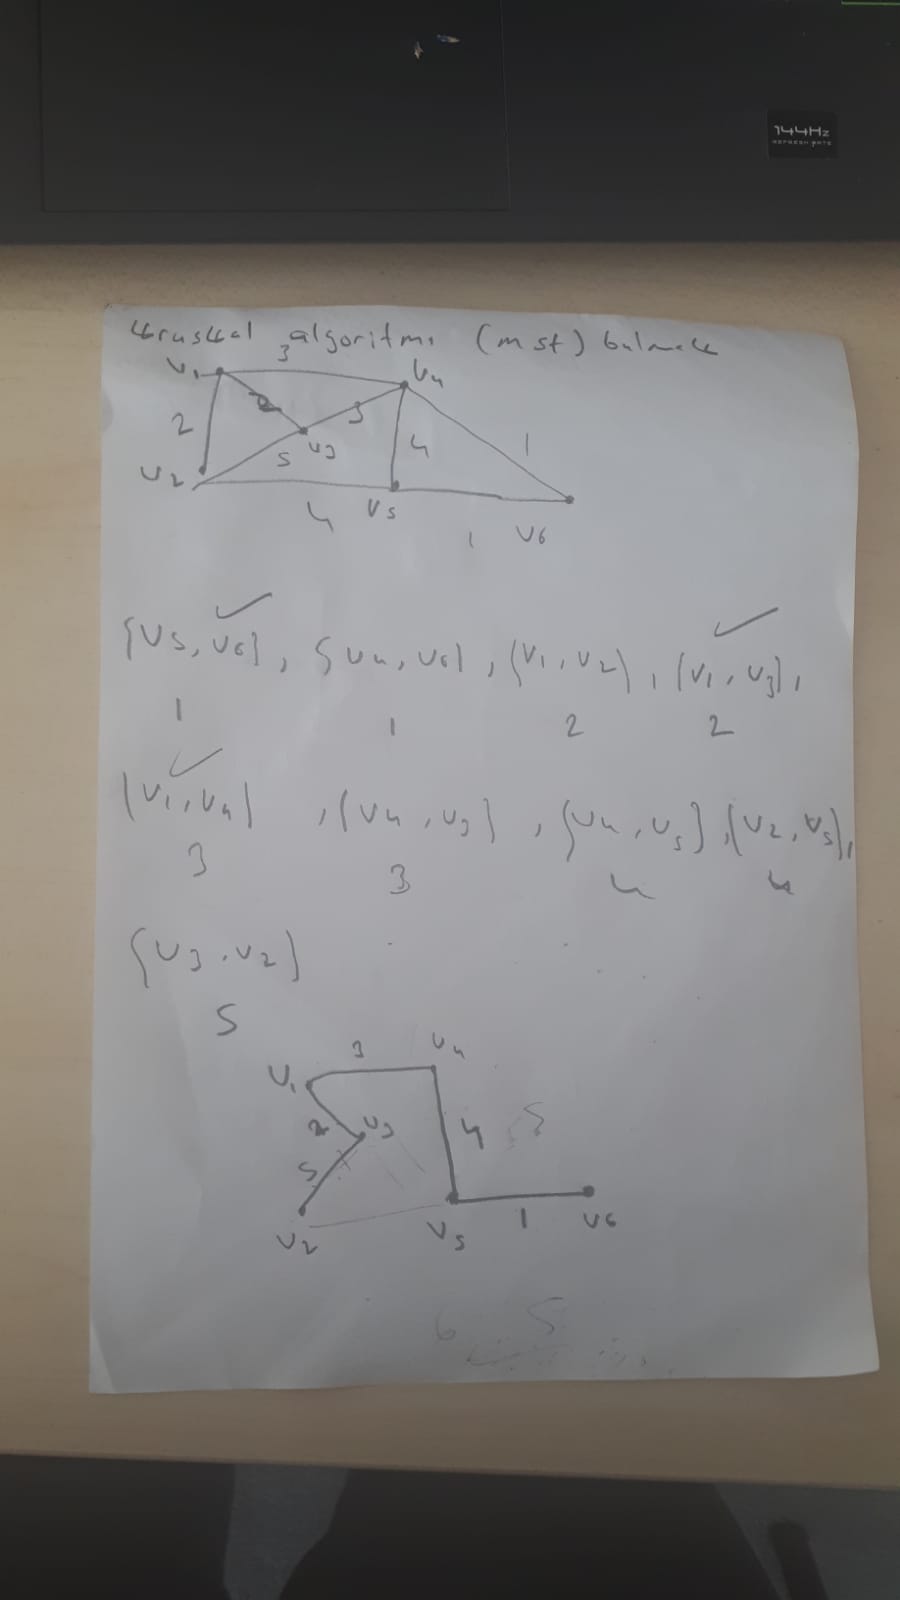 144Hz
REFRESH RATE
kruskal algoritmı (mst) bulmak
3
V1
V4
2
2
3
V3
4
1
5
V2
V5
4
1
V6
{V5, V6}, {V4, V6}, {V1, V2}, {V1, V3},
1 1 2 2
{V1, V4}, {V4, V3}, {V4, V5}, {V2, V5},
3 3 4 4
{V3, V2}
5
3
V4
V1
2
V3
4
5
5
V2
V5
1
V6
6 5